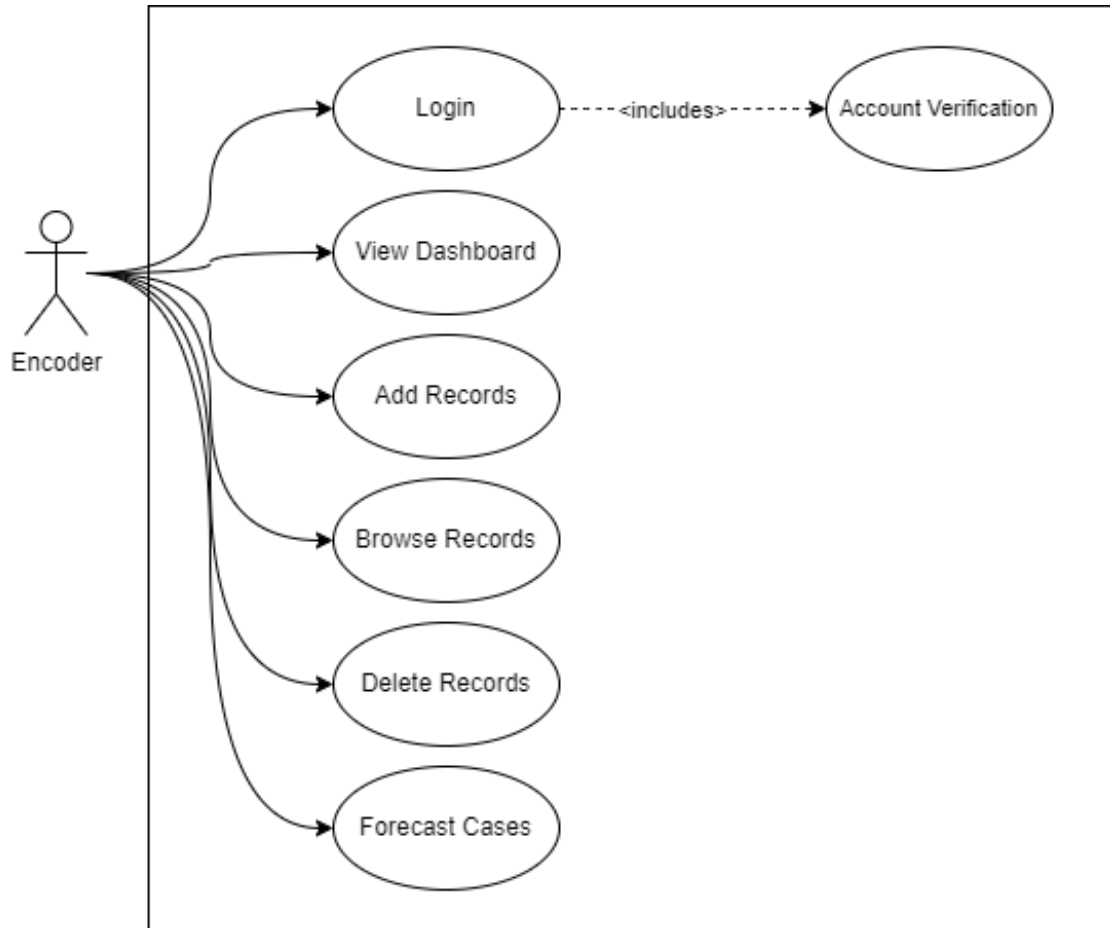 Login
<includes>
Account Verification
View Dashboard
Encoder
Add Records
Browse Records
Delete Records
Forecast Cases